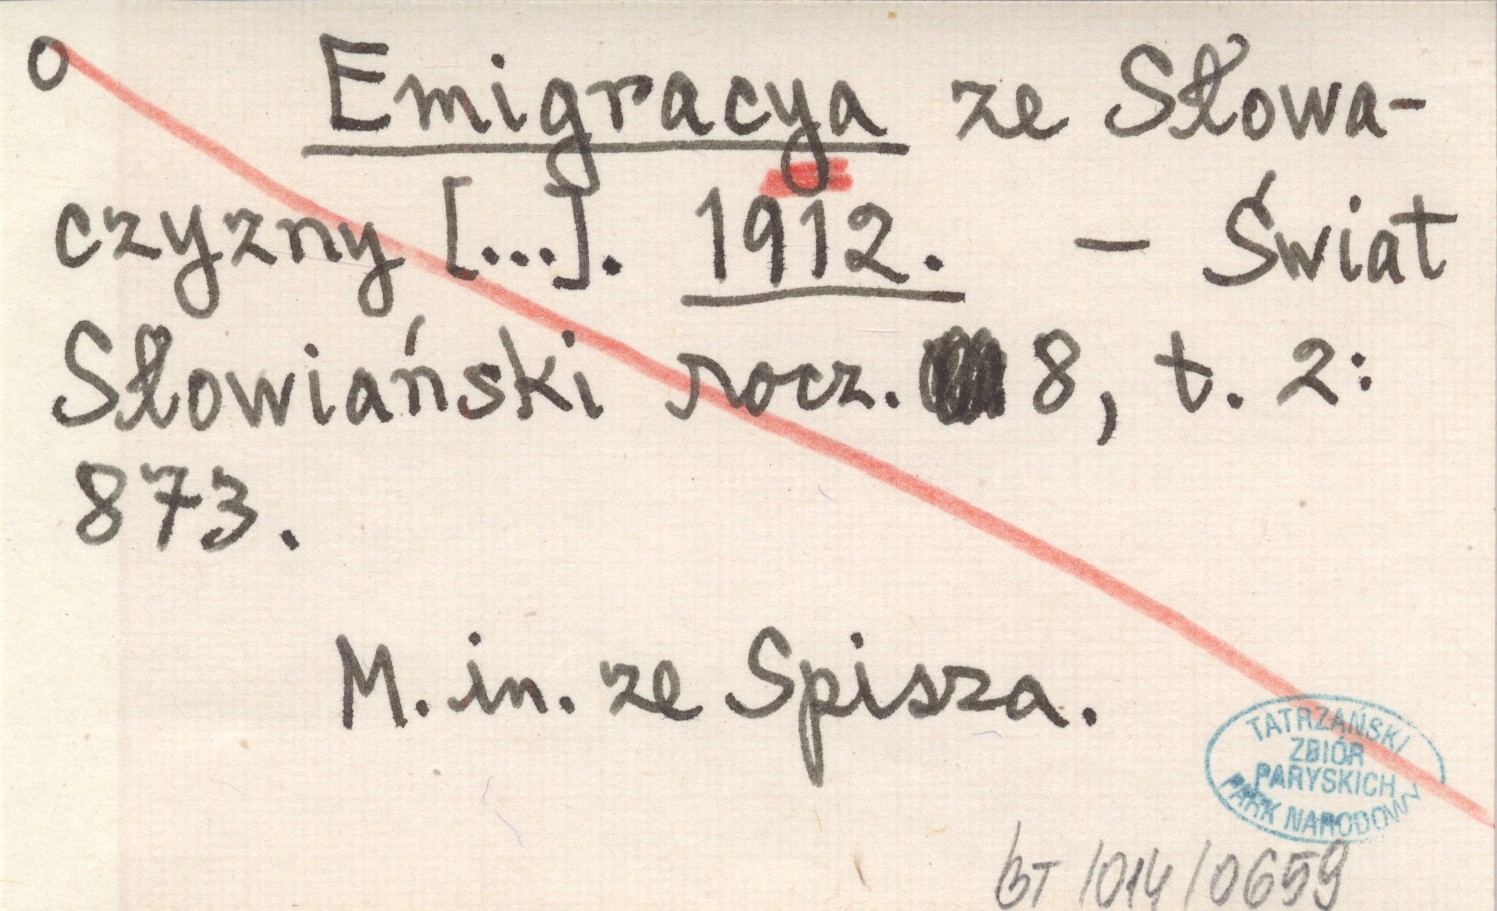 o Emigracya ze Słowa-
czyzny [...]. 1912. – Świat
Słowiański rocz. 8, t. 2:
873.
M. in. ze Spisza.
TATRZAŃSKI
ZBIÓR
PARYSKICH
PARK NARODOWY
BT/014/0659